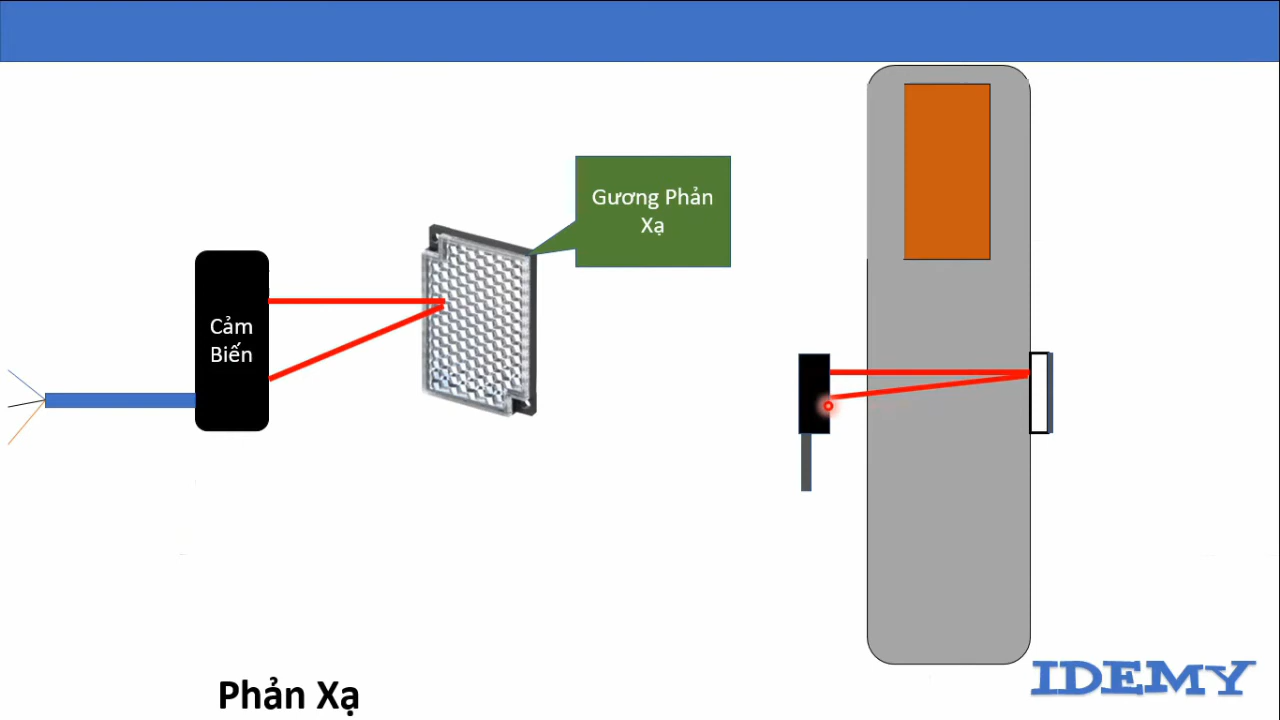 Gương Phản
Xạ
Cảm
Biến
Phản Xạ
IDEMY